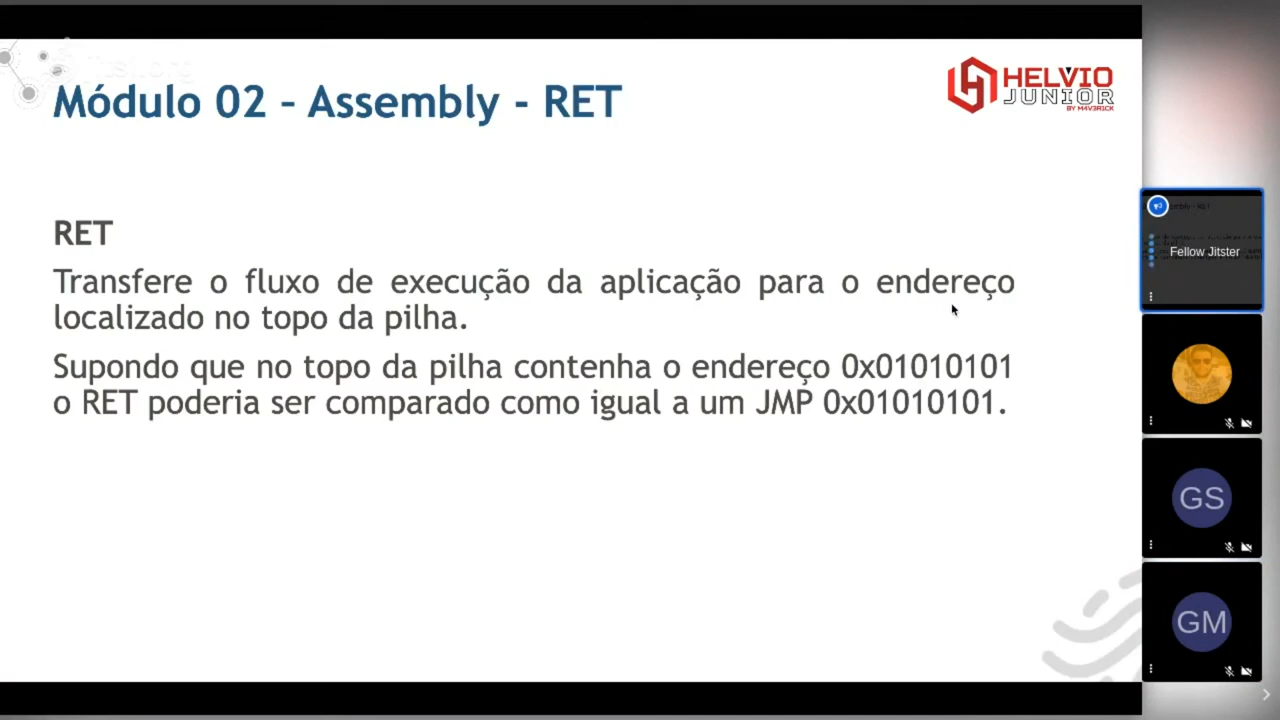 Módulo 02 – Assembly - RET
HELVIO
JUNIOR
BY M4V3R1CK
RET
Transfere o fluxo de execução da aplicação para o endereço
localizado no topo da pilha.
Supondo que no topo da pilha contenha o endereço 0x01010101
o RET poderia ser comparado como igual a um JMP 0x01010101.
Fellow Jitster
GS
GM